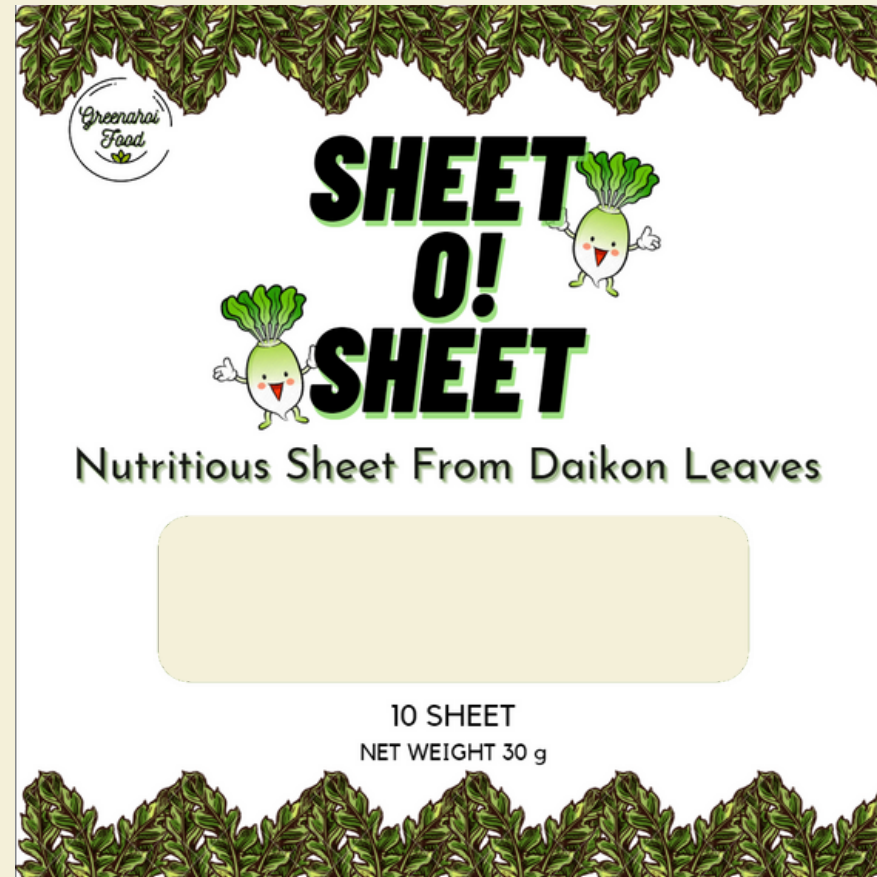 Greenahoi
Food
SHEET
O!
SHEET
Nutritious Sheet From Daikon Leaves
10 SHEET
NET WEIGHT 30 g